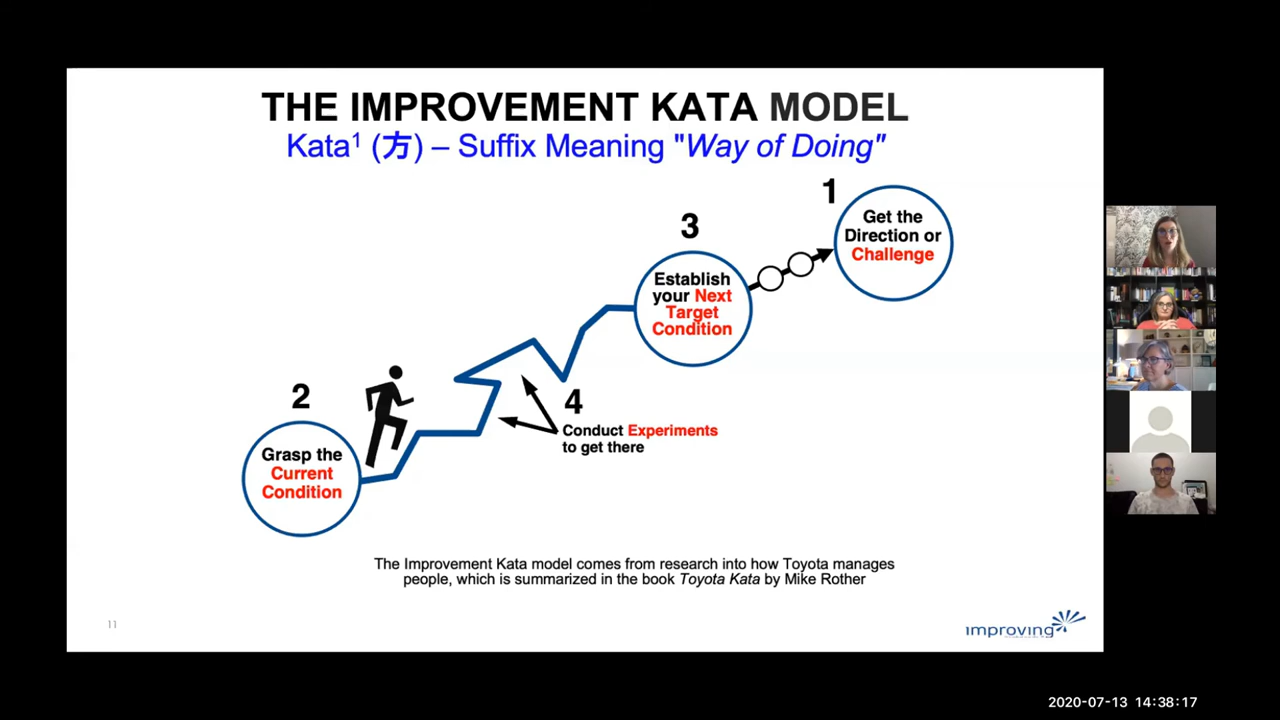 THE IMPROVEMENT KATA MODEL
Kata¹ (方) – Suffix Meaning "Way of Doing"
1
Get the
Direction or
Challenge
3
Establish
your Next
Target
Condition
2
Grasp the
Current
Condition
4
Conduct Experiments
to get there
The Improvement Kata model comes from research into how Toyota manages
people, which is summarized in the book Toyota Kata by Mike Rother
11
improving
2020-07-13 14:38:17